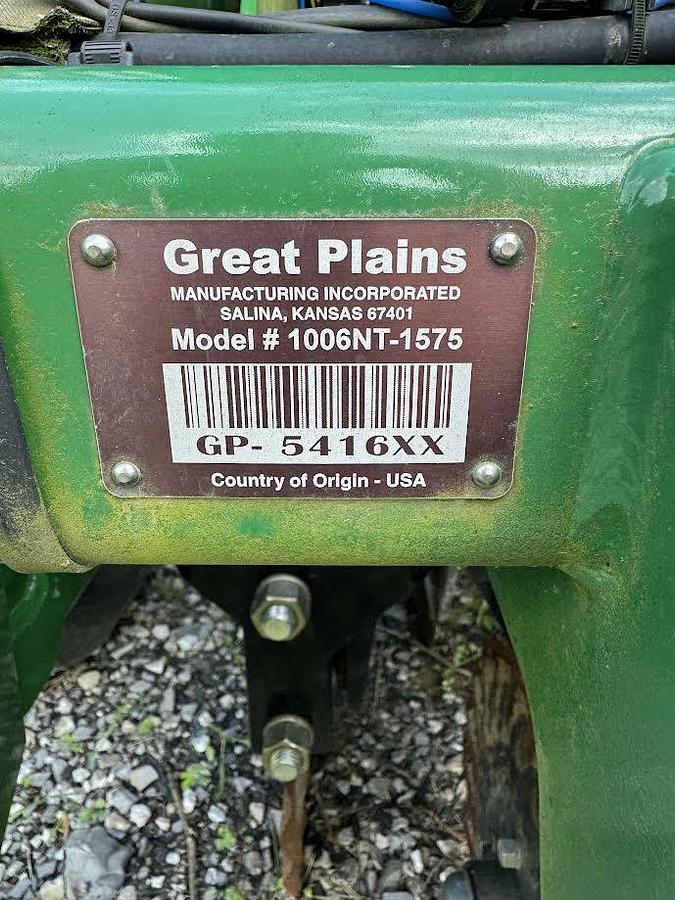 Great Plains
MANUFACTURING INCORPORATED
SALINA, KANSAS 67401
Model # 1006NT-1575
GP- 5416XX
Country of Origin - USA